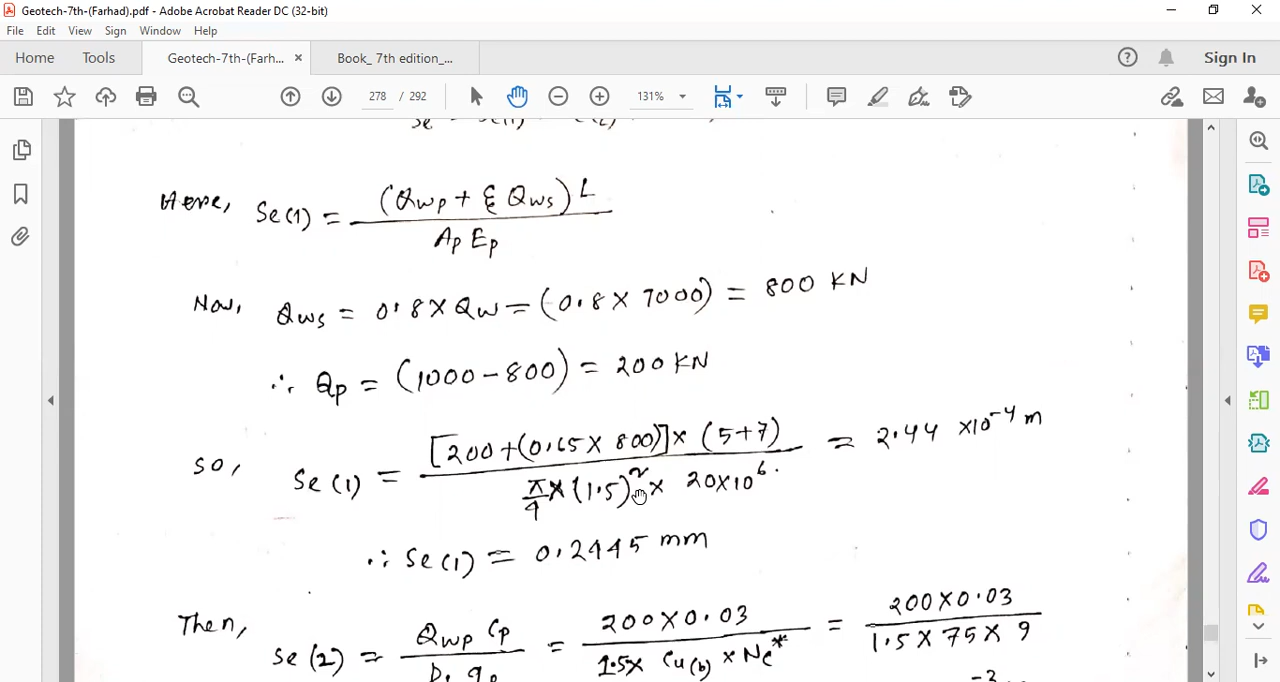 Geotech-7th-(Farhad).pdf - Adobe Acrobat Reader DC (32-bit)
File Edit View Sign Window Help
Home Tools Geotech-7th-(Farh... × Book_ 7th edition_... Sign In
278 / 292 131%
Here, Se(1) = (Qwp + ξ Qws) L / Ap Ep
Now, Qws = 0.8 × Qw = (0.8 × 7000) = 800 KN
∴ Qp = (1000 - 800) = 200 KN
So, Se(1) = [200 + (0.65 × 800)] × (5+7) / π/4 × (1.5)² × 20×10⁶ = 2.44 ×10⁻⁴ m
∴ Se(1) = 0.2445 mm
Then, Se(2) = Qwp Cp / = 200 × 0.03 / 1.5× Cu(b) × Nc* = 200 × 0.03 / 1.5 × 75 × 9